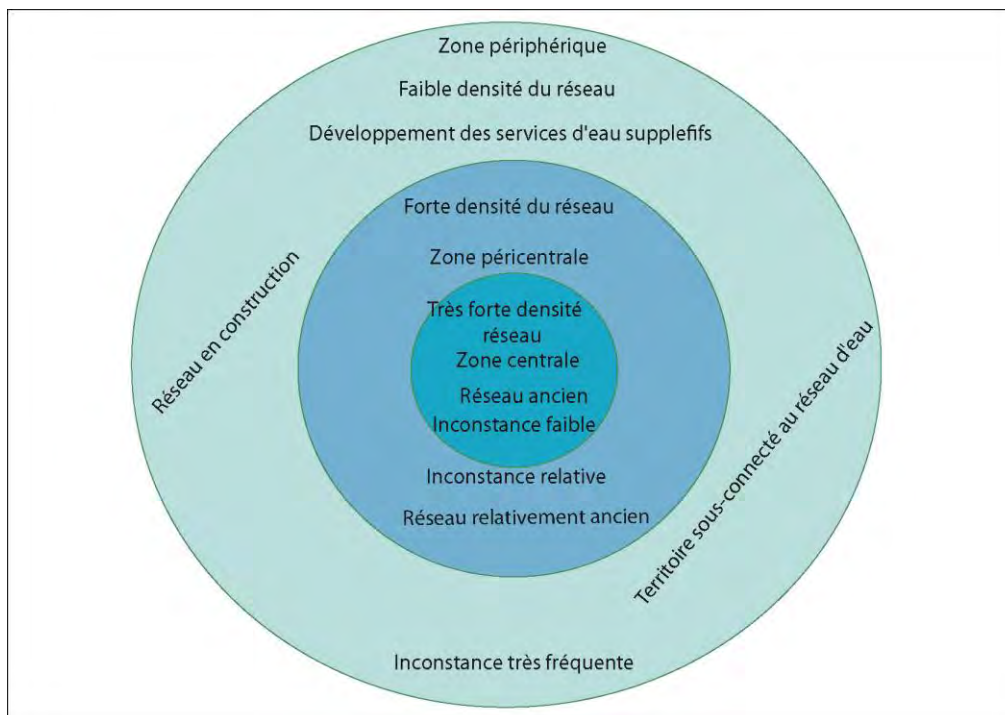 Zone périphérique
Faible densité du réseau
Développement des services d'eau supplefifs
Forte densité du réseau
Zone péricentrale
Très forte densité
réseau
Zone centrale
Réseau ancien
Inconstance faible
Inconstance relative
Réseau relativement ancien
Réseau en construction
Territoire sous-connecté au réseau d'eau
Inconstance très fréquente